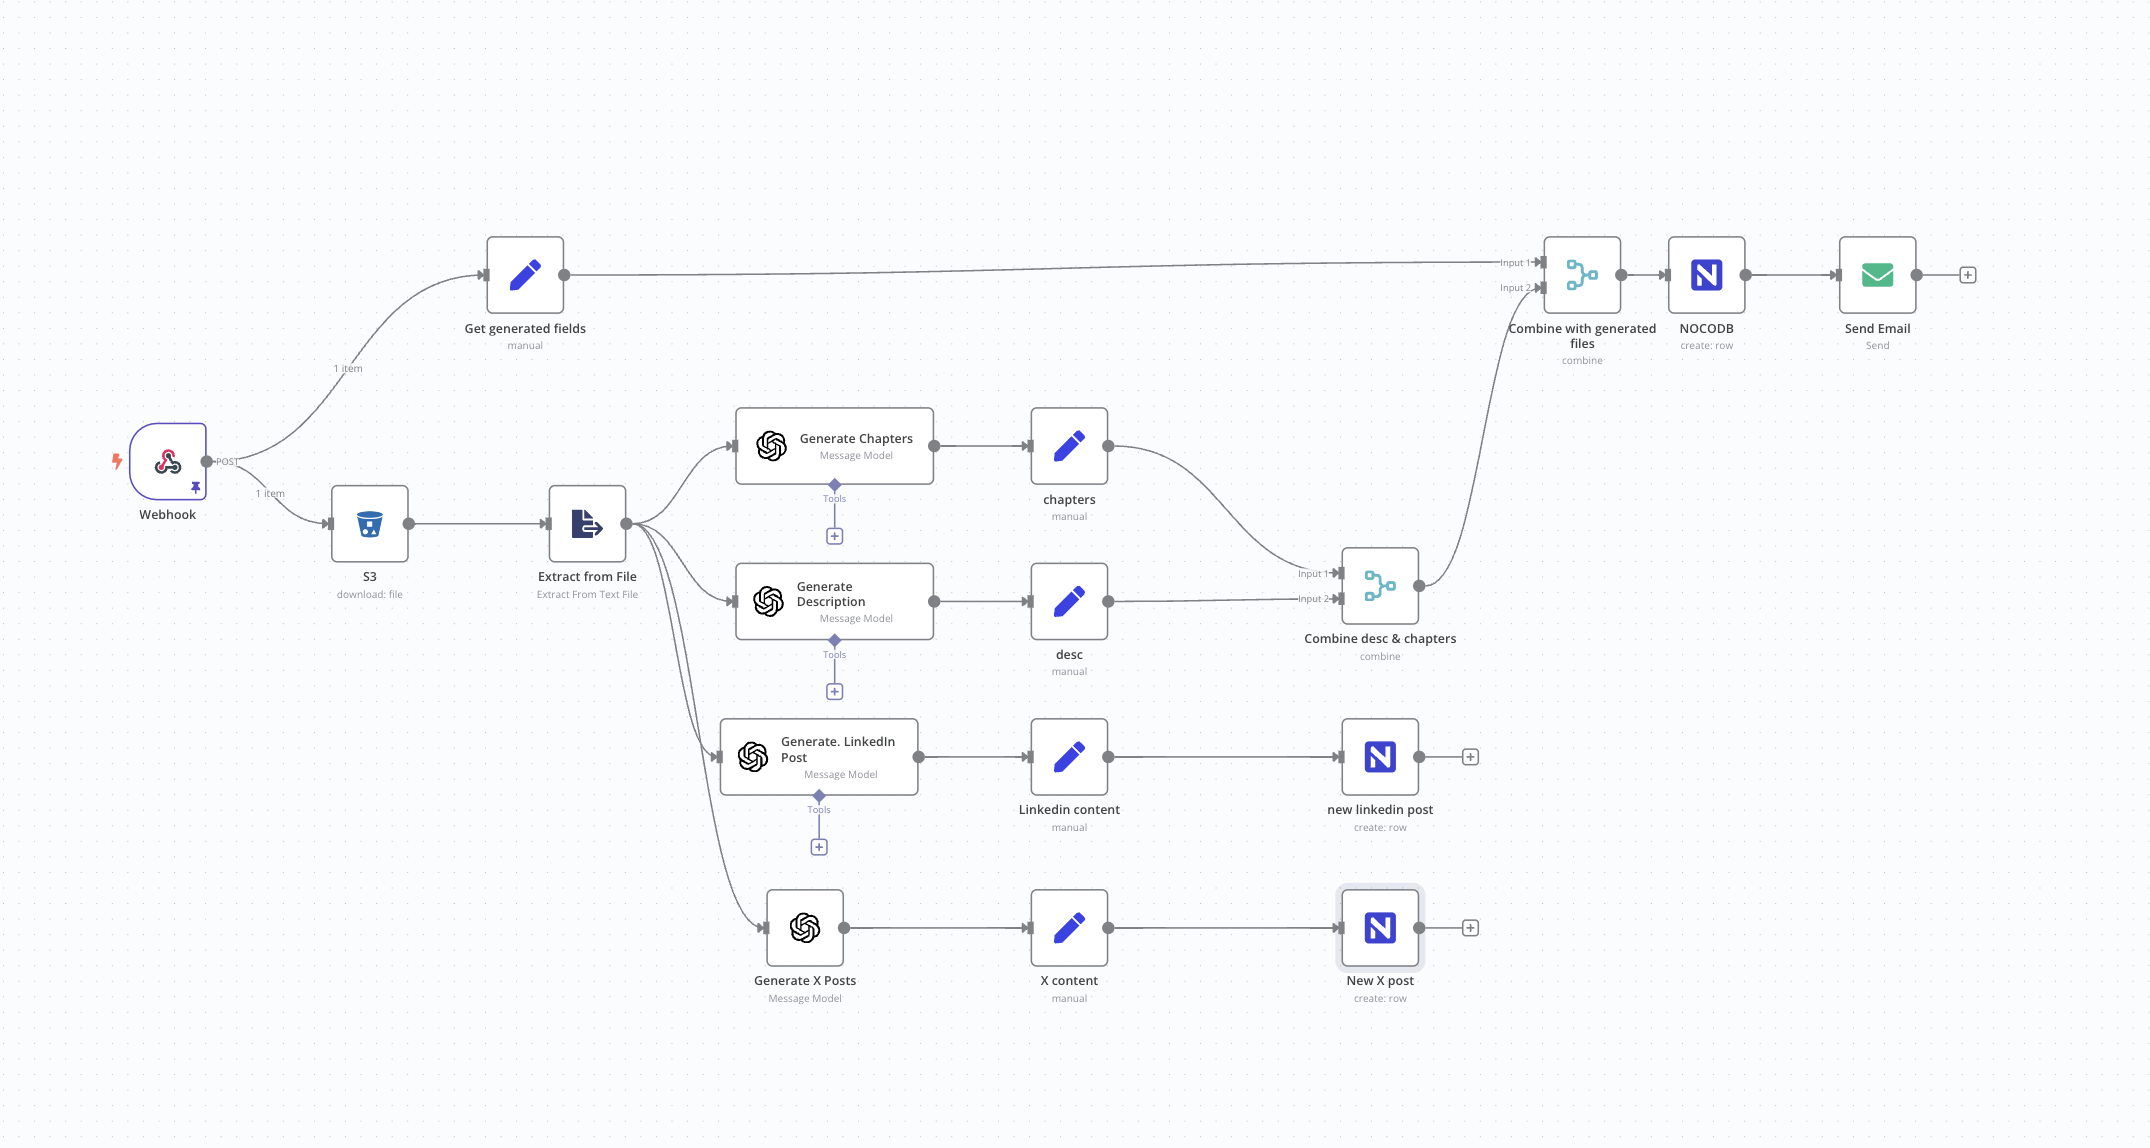 Get generated fields
manual
Input 1
Input 2
Combine with generated
files
combine
NOCODB
create: row
Send Email
Send
1 item
POST
1 item
Webhook
S3
download: file
Extract from File
Extract From Text File
Generate Chapters
Message Model
Tools
chapters
manual
Generate
Description
Message Model
Tools
desc
manual
Input 1
Input 2
Combine desc & chapters
combine
Generate. LinkedIn
Post
Message Model
Tools
Linkedin content
manual
new linkedin post
create: row
Generate X Posts
Message Model
X content
manual
New X post
create: row